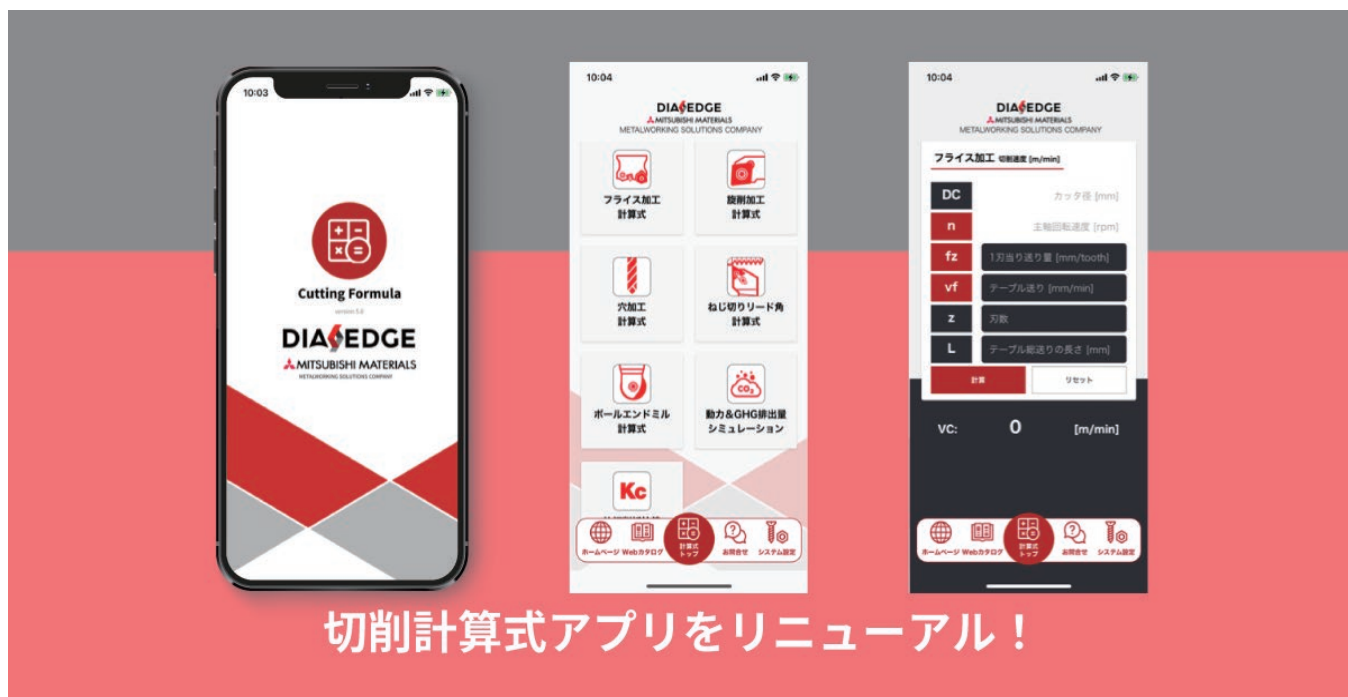 10:03
Cutting Formula
version 5.0
DIAEDGE
MITSUBISHI MATERIALS
METALWORKING SOLUTIONS COMPANY
10:04
DIAEDGE
MITSUBISHI MATERIALS
METALWORKING SOLUTIONS COMPANY
フライス加工
計算式
旋削加工
計算式
穴加工
計算式
ねじ切りリード角
計算式
ボールエンドミル
計算式
CO₂
動力&GHG排出量
シミュレーション
Kc
ホームページ
Webカタログ
計算式
トップ
お問合せ
システム設定
10:04
DIAEDGE
MITSUBISHI MATERIALS
METALWORKING SOLUTIONS COMPANY
フライス加工 切削速度 [m/min]
DC カッタ径 [mm]
n 主軸回転速度 [rpm]
fz 1刃当り送り量 [mm/tooth]
vf テーブル送り [mm/min]
z 刃数
L テーブル総送りの長さ [mm]
計算 リセット
VC: 0 [m/min]
ホームページ
Webカタログ
計算式
トップ
お問合せ
システム設定
切削計算式アプリをリニューアル!